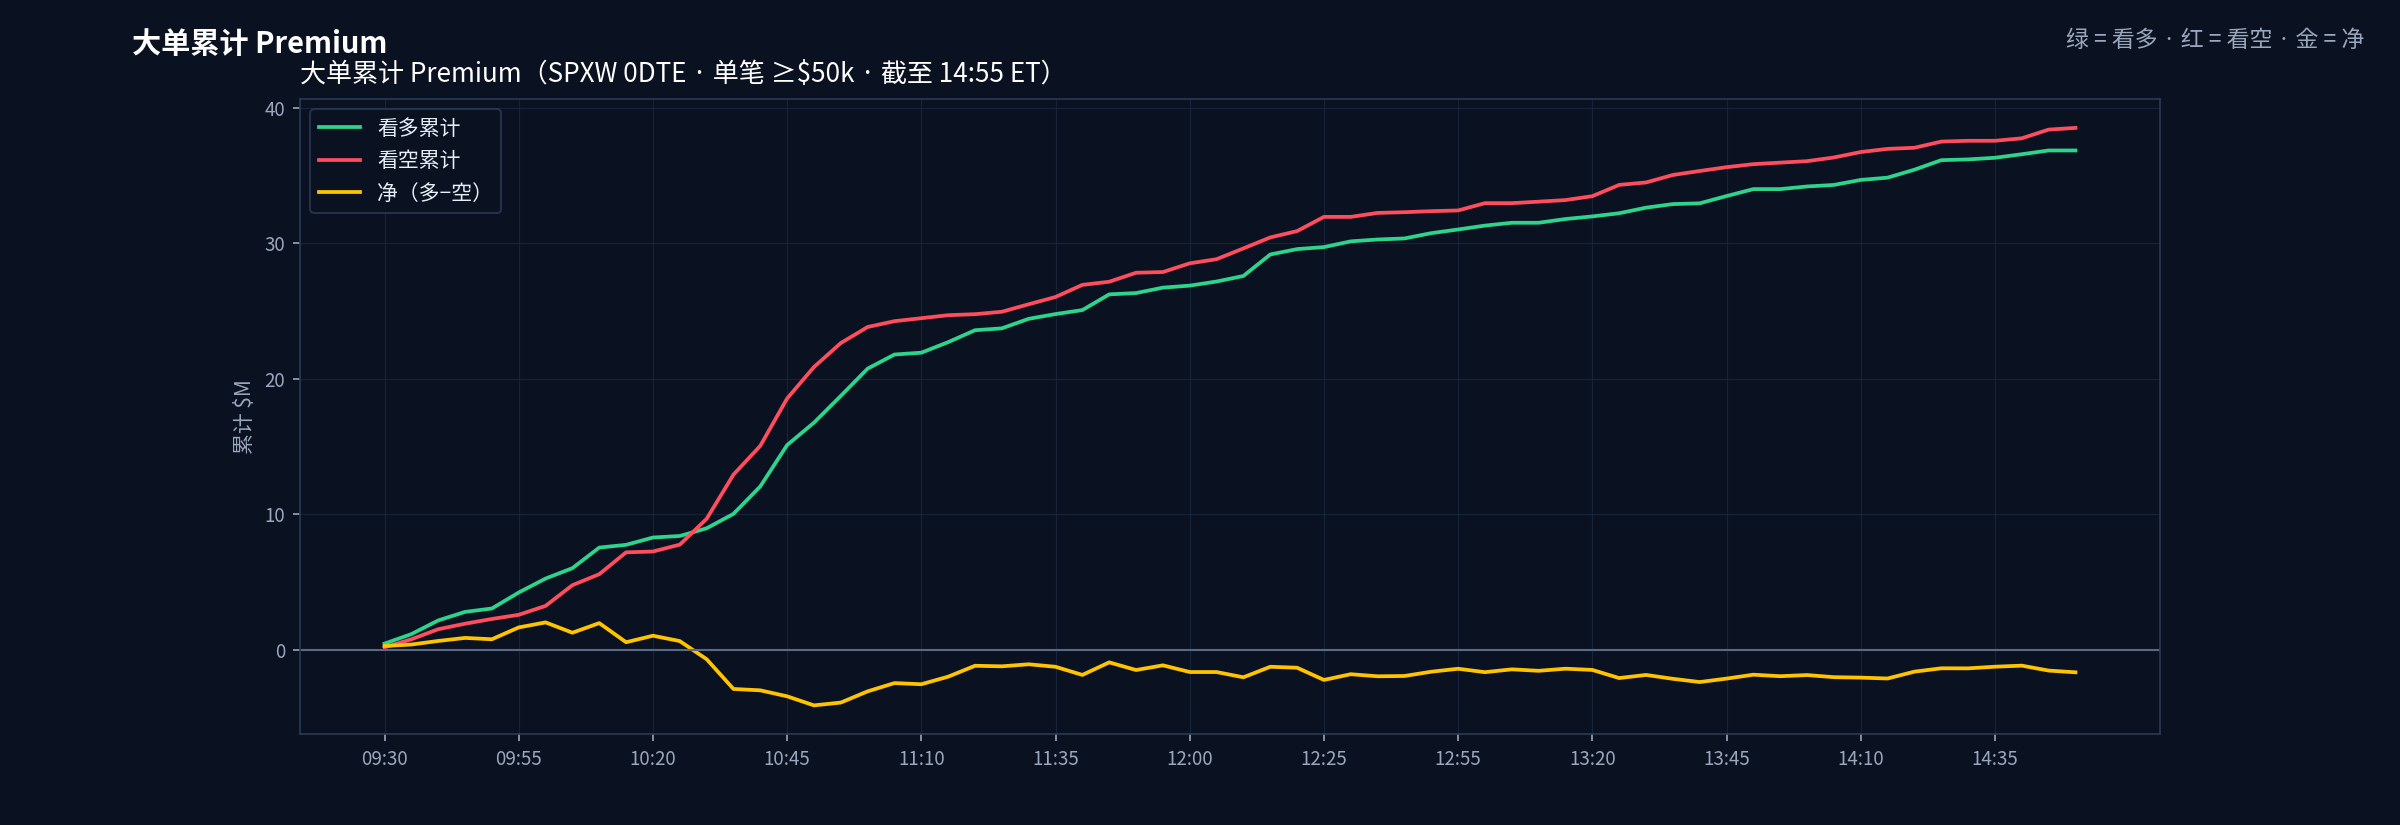 大单累计 Premium
绿 = 看多 · 红 = 看空 · 金 = 净
大单累计 Premium（SPXW 0DTE · 单笔 ≥$50k · 截至 14:55 ET）
看多累计
看空累计
净（多−空）
累计 $M
40
30
20
10
0
09:30 09:55 10:20 10:45 11:10 11:35 12:00 12:25 12:55 13:20 13:45 14:10 14:35